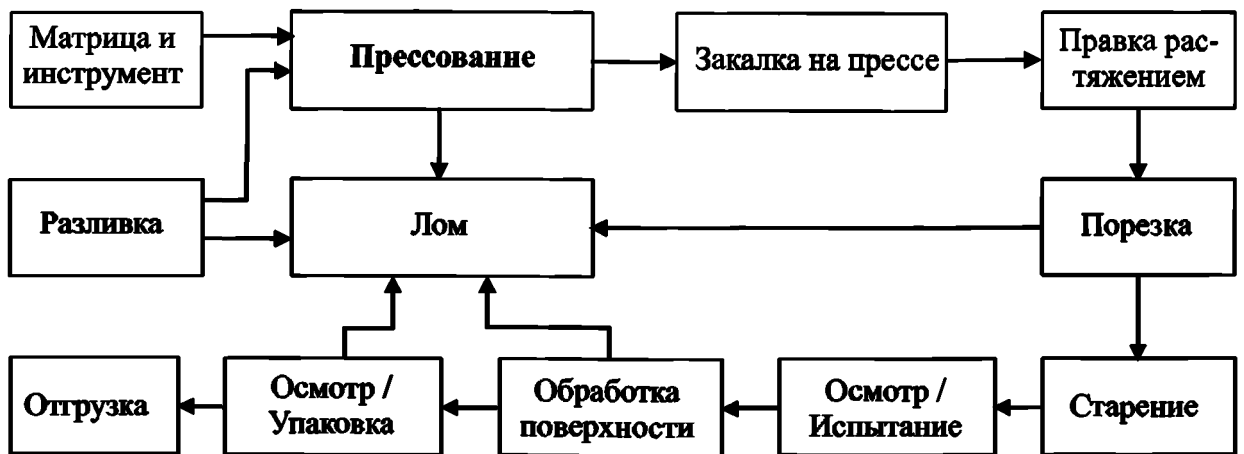 Матрица и
инструмент
Прессование
Закалка на прессе
Правка рас-
тяжением
Разливка
Лом
Порезка
Отгрузка
Осмотр /
Упаковка
Обработка
поверхности
Осмотр /
Испытание
Старение